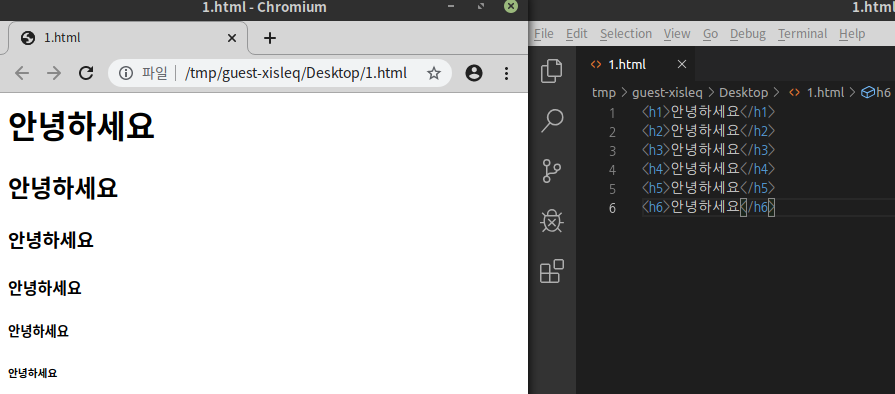 1.html - Chromium
1.html
파일 /tmp/guest-xisleq/Desktop/1.html
안녕하세요
안녕하세요
안녕하세요
안녕하세요
안녕하세요
안녕하세요
1.html
File Edit Selection View Go Debug Terminal Help
1.html
tmp > guest-xisleq > Desktop > 1.html > h6
1 <h1>안녕하세요</h1>
2 <h2>안녕하세요</h2>
3 <h3>안녕하세요</h3>
4 <h4>안녕하세요</h4>
5 <h5>안녕하세요</h5>
6 <h6>안녕하세요</h6>